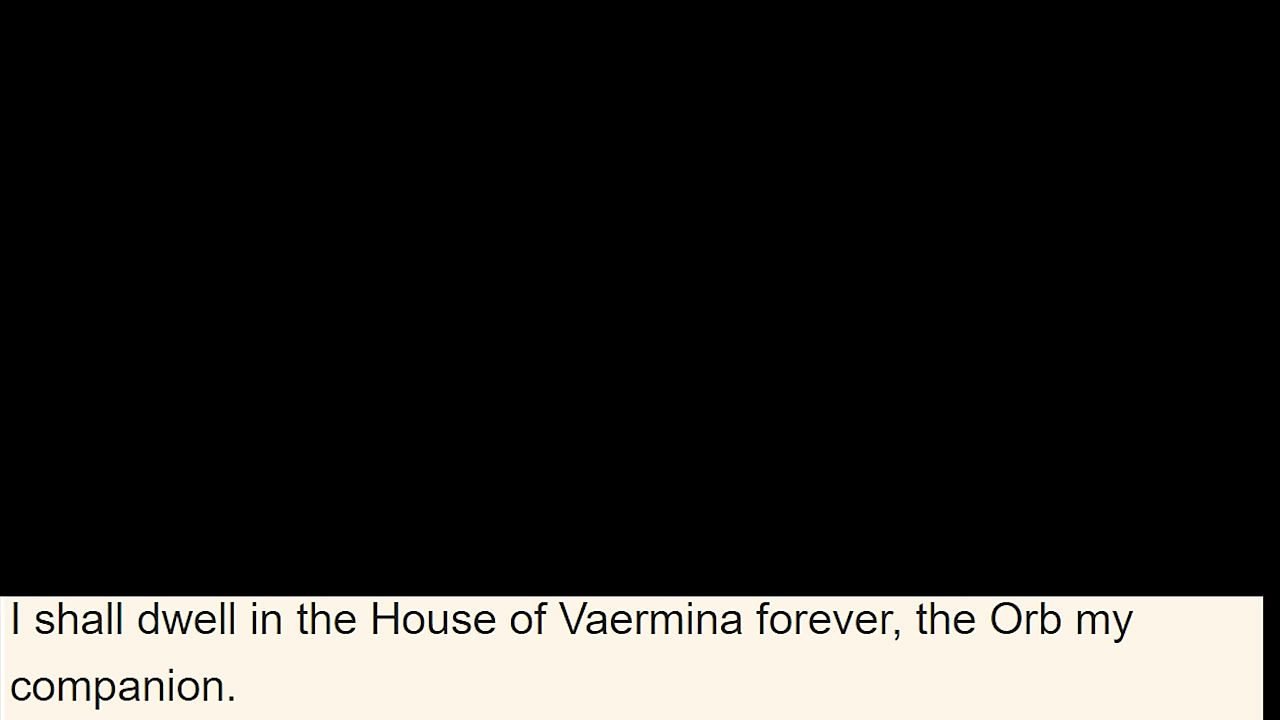 I shall dwell in the House of Vaermina forever, the Orb my
companion.